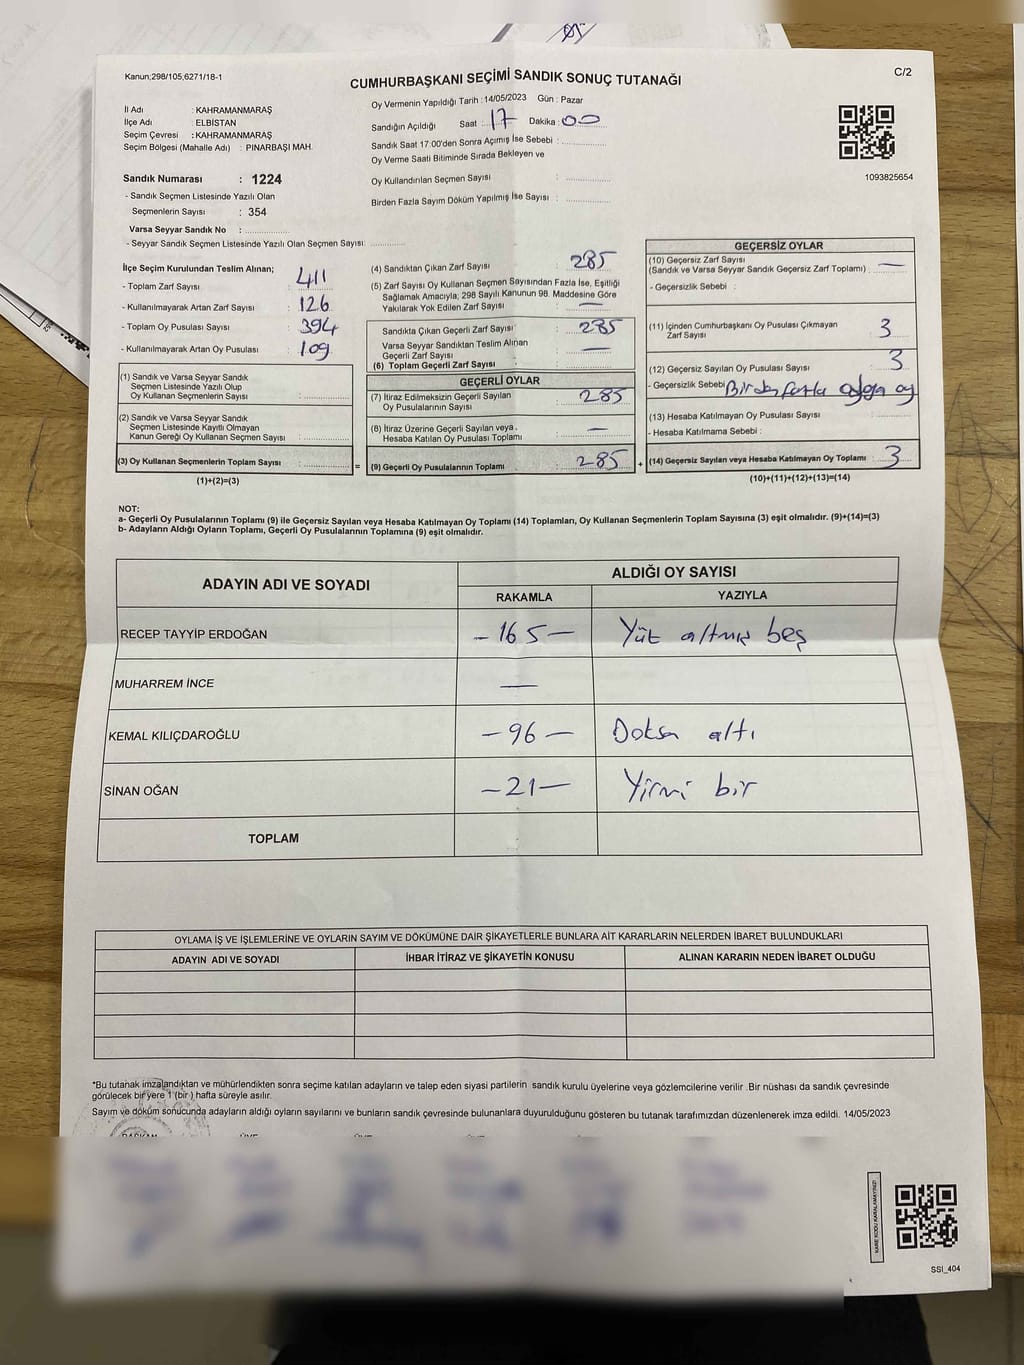 Kanun;298/105;6271/18-1
CUMHURBAŞKANI SEÇİMİ SANDIK SONUÇ TUTANAĞI
C/2
İl Adı : KAHRAMANMARAŞ
İlçe Adı : ELBİSTAN
Seçim Çevresi : KAHRAMANMARAŞ
Seçim Bölgesi (Mahalle Adı) : PINARBAŞI MAH.
Sandık Numarası : 1224
- Sandık Seçmen Listesinde Yazılı Olan
Seçmenlerin Sayısı : 354
Varsa Seyyar Sandık No :
- Seyyar Sandık Seçmen Listesinde Yazılı Olan Seçmen Sayısı:
Oy Vermenin Yapıldığı Tarih : 14/05/2023 Gün : Pazar
Sandığın Açıldığı Saat : 17 Dakika : 00
Sandık Saat 17:00'den Sonra Açımış İse Sebebi :
Oy Verme Saati Bitiminde Sırada Bekleyen ve
Oy Kullandırılan Seçmen Sayısı :
Birden Fazla Sayım Döküm Yapılmış İse Sayısı :
1093825654
İlçe Seçim Kurulundan Teslim Alınan;
- Toplam Zarf Sayısı : 411
- Kullanılmayarak Artan Zarf Sayısı : 126
- Toplam Oy Pusulası Sayısı : 394
- Kullanılmayarak Artan Oy Pusulası : 109
(1) Sandık ve Varsa Seyyar Sandık
Seçmen Listesinde Yazılı Olup
Oy Kullanan Seçmen Sayısı :
(2) Sandık ve Varsa Seyyar Sandık
Seçmen Listesinde Kayıtlı Olmayan
Kanun Gereği Oy Kullanan Seçmen Sayısı :
(3) Oy Kullanan Seçmenlerin Toplam Sayısı : =
(1)+(2)=(3)
(4) Sandıktan Çıkan Zarf Sayısı : 285
(5) Zarf Sayısı Oy Kullanan Seçmen Sayısından Fazla İse, Eşitliği
Sağlamak Amacıyla; 298 Sayılı Kanunun 98. Maddesine Göre
Yakılarak Yok Edilen Zarf Sayısı : —
Sandıkta Çıkan Geçerli Zarf Sayısı : 285
Varsa Seyyar Sandıktan Teslim Alınan
Geçerli Zarf Sayısı : —
(6) Toplam Geçerli Zarf Sayısı :
GEÇERLİ OYLAR
(7) İtiraz Edilmeksizin Geçerli Sayılan
Oy Pusulalarının Sayısı : 285
(8) İtiraz Üzerine Geçerli Sayılan veya
Hesaba Katılan Oy Pusulası Toplamı : —
(9) Geçerli Oy Pusulalarının Toplamı : 285 +
GEÇERSİZ OYLAR
(10) Geçersiz Zarf Sayısı
(Sandık ve Varsa Seyyar Sandık Geçersiz Zarf Toplamı) : —
- Geçersizlik Sebebi :
(11) İçinden Cumhurbaşkanı Oy Pusulası Çıkmayan
Zarf Sayısı : 3
(12) Geçersiz Sayılan Oy Pusulası Sayısı : 3
- Geçersizlik Sebebi : Birden fazla adaya oy
(13) Hesaba Katılmayan Oy Pusulası Sayısı :
- Hesaba Katılmama Sebebi :
(14) Geçersiz Sayılan veya Hesaba Katılmayan Oy Toplamı : 3
(10)+(11)+(12)+(13)=(14)
NOT:
a- Geçerli Oy Pusulalarının Toplamı (9) ile Geçersiz Sayılan veya Hesaba Katılmayan Oy Toplamı (14) Toplamları, Oy Kullanan Seçmenlerin Toplam Sayısına (3) eşit olmalıdır. (9)+(14)=(3)
b- Adayların Aldığı Oyların Toplamı, Geçerli Oy Pusulalarının Toplamına (9) eşit olmalıdır.
ADAYIN ADI VE SOYADI ALDIĞI OY SAYISI
RAKAMLA YAZIYLA
RECEP TAYYİP ERDOĞAN -165- Yüz altmış beş
MUHARREM İNCE —
KEMAL KILIÇDAROĞLU -96- Doksan altı
SİNAN OĞAN -21- Yirmi bir
TOPLAM
OYLAMA İŞ VE İŞLEMLERİNE VE OYLARIN SAYIM VE DÖKÜMÜNE DAİR ŞİKAYETLERLE BUNLARA AİT KARARLARIN NELERDEN İBARET BULUNDUKLARI
ADAYIN ADI VE SOYADI İHBAR İTİRAZ VE ŞİKAYETİN KONUSU ALINAN KARARIN NEDEN İBARET OLDUĞU
*Bu tutanak imzalandıktan ve mühürlendikten sonra seçime katılan adayların ve talep eden siyasi partilerin sandık kurulu üyelerine veya gözlemcilerine verilir .Bir nüshası da sandık çevresinde
görülecek bir yere 1 (bir ) hafta süreyle asılır.
Sayım ve döküm sonucunda adayların aldığı oyların sayılarını ve bunların sandık çevresinde bulunanlara duyurulduğunu gösteren bu tutanak tarafımızdan düzenlenerek imza edildi. 14/05/2023
BAŞKAN
KARE KODU KARALAMAYINIZ!
SSI_404